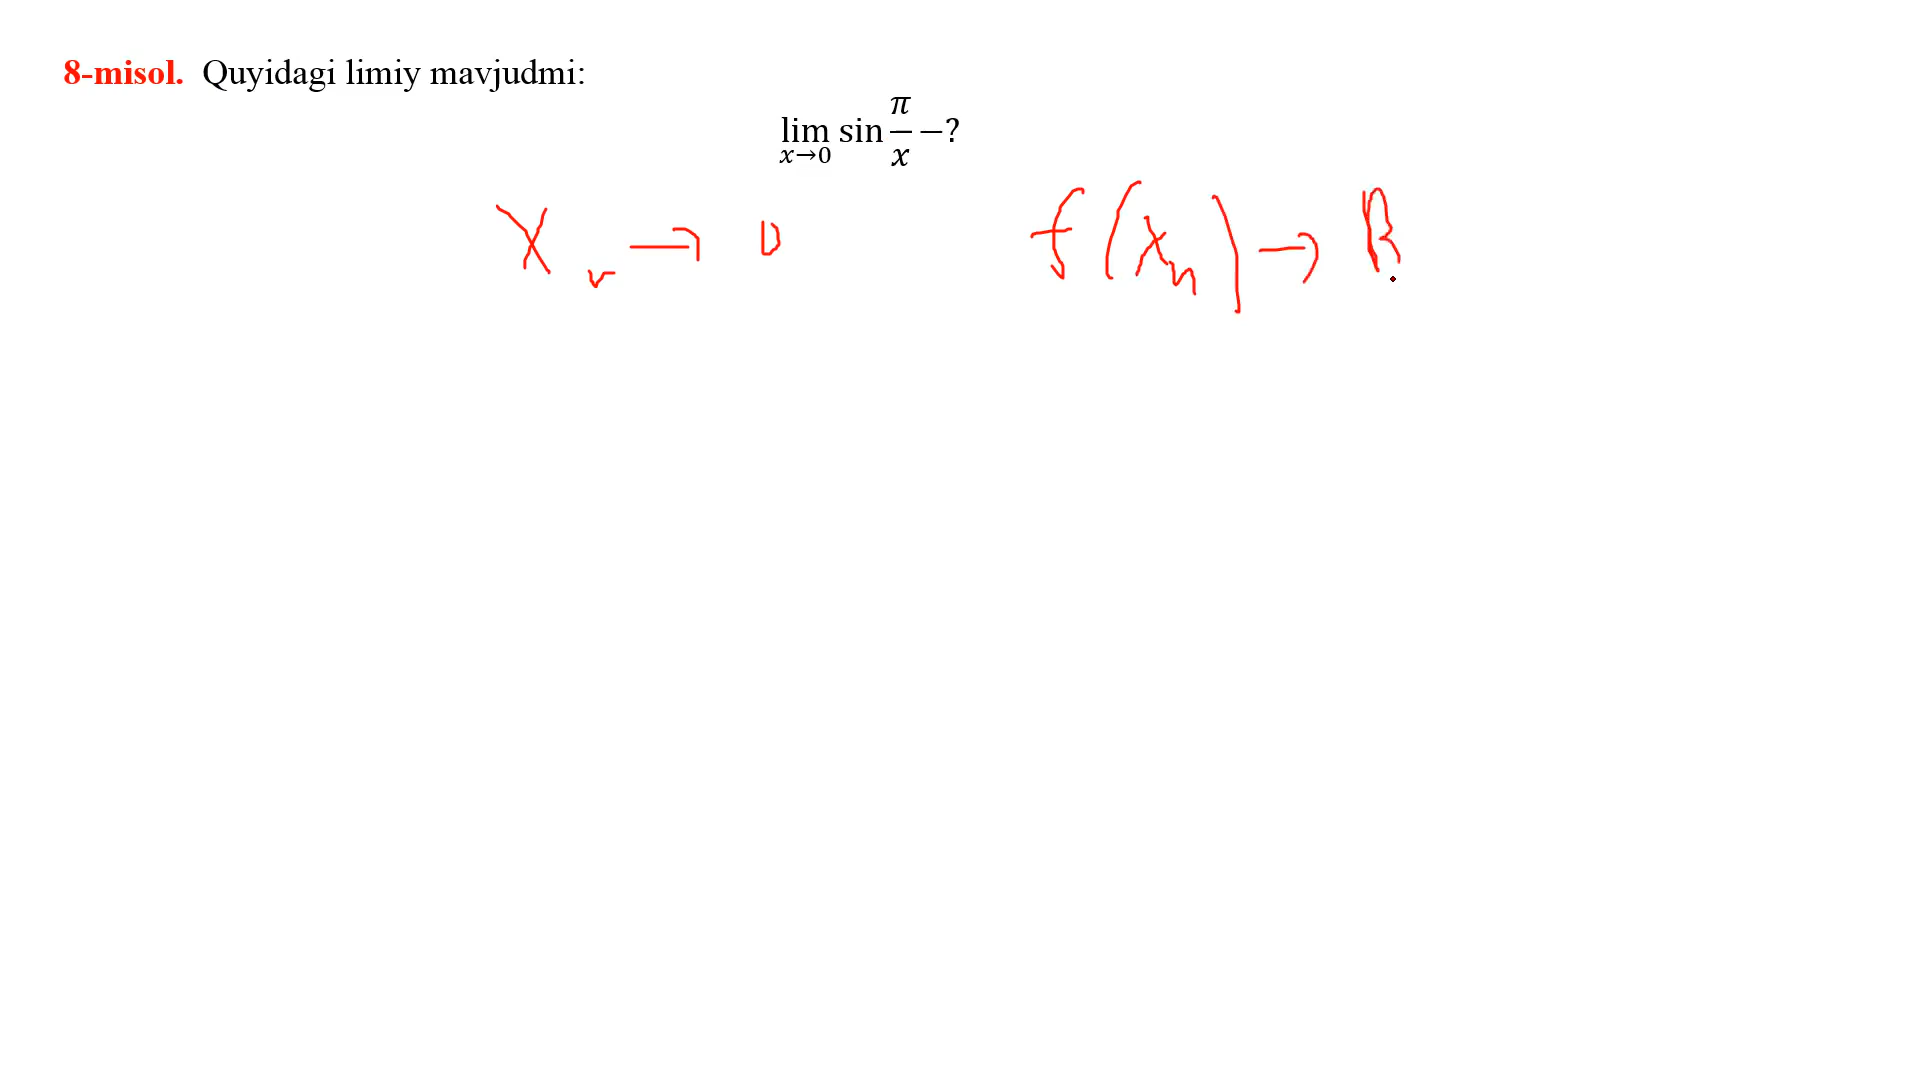 8-misol. Quyidagi limiy mavjudmi:
lim x→0 sin π/x −?
Xn → 0 f(xn) → B